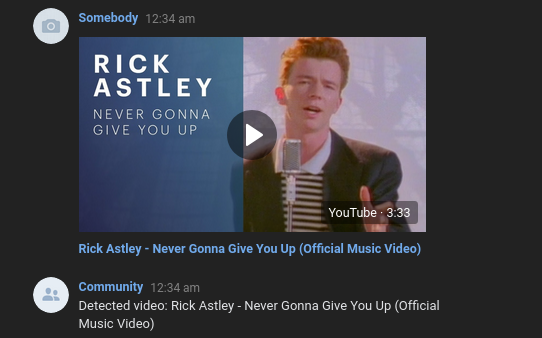 Somebody 12:34 am
RICK
ASTLEY
NEVER GONNA
GIVE YOU UP
YouTube · 3:33
Rick Astley - Never Gonna Give You Up (Official Music Video)
Community 12:34 am
Detected video: Rick Astley - Never Gonna Give You Up (Official
Music Video)